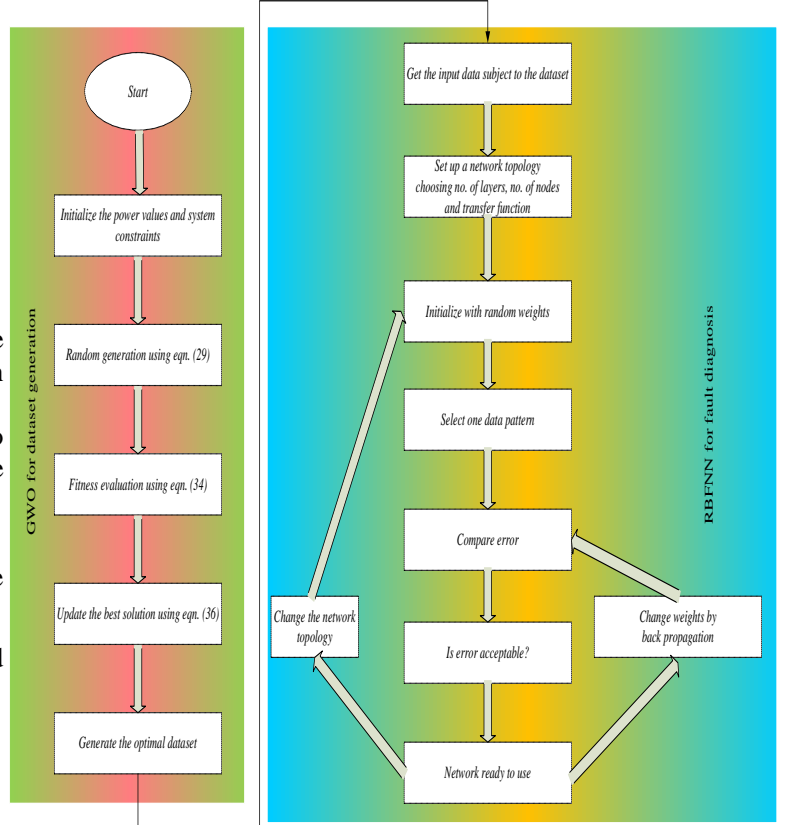 Start
Initialize the power values and system
constraints
Random generation using eqn. (29)
Fitness evaluation using eqn. (34)
Update the best solution using eqn. (36)
Generate the optimal dataset
GWO for dataset generation
Get the input data subject to the dataset
Set up a network topology
choosing no. of layers, no. of nodes
and transfer function
Initialize with random weights
Select one data pattern
Compare error
Is error acceptable?
Network ready to use
Change the network
topology
Change weights by
back propagation
RBFNN for fault diagnosis